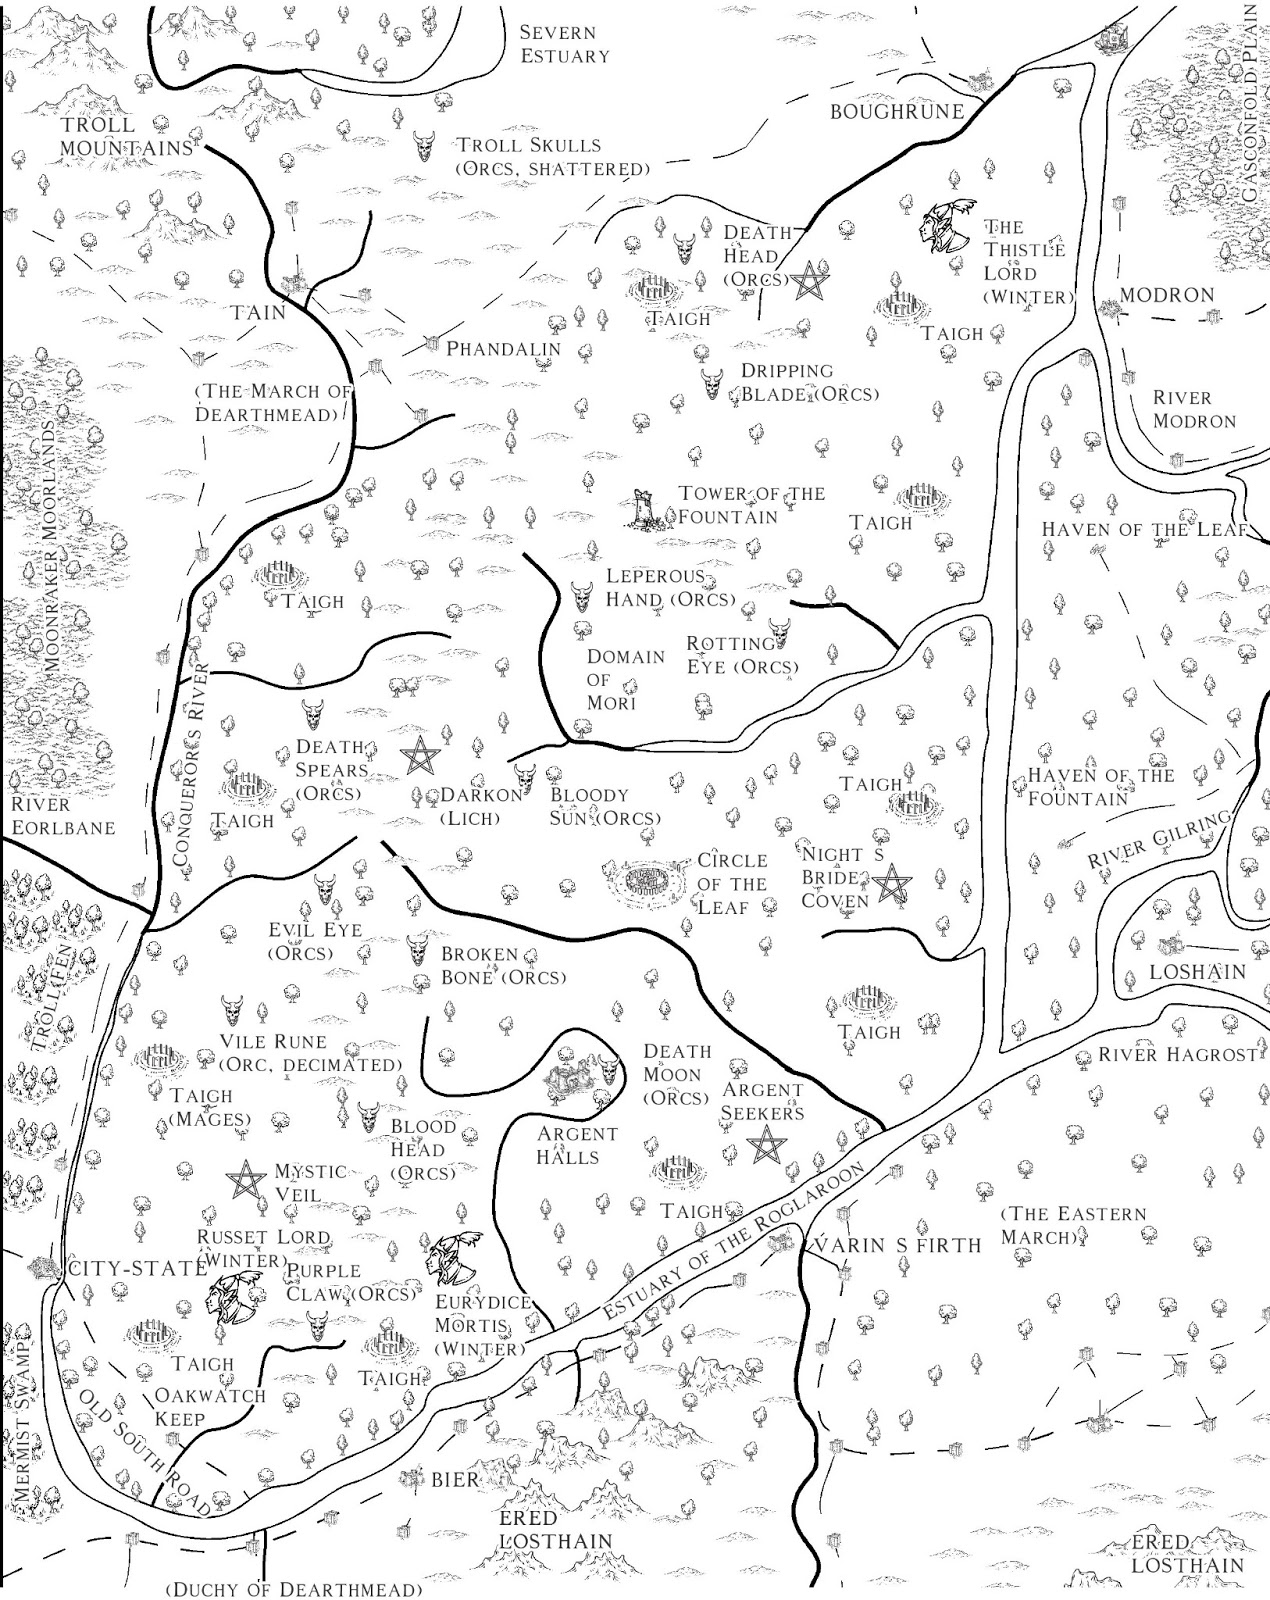 SEVERN
ESTUARY
GASCONFOLD PLAIN
BOUGHRUNE
TROLL
MOUNTAINS
TROLL SKULLS
(ORCS, SHATTERED)
DEATH
HEAD
(ORCS)
THE
THISTLE
LORD
(WINTER)
TAIGH
TAIGH
MODRON
TAIN
PHANDALIN
DRIPPING
BLADE (ORCS)
(THE MARCH OF
DEARTHMEAD)
RIVER
MODRON
MOONRAKER MOORLANDS
TOWER OF THE
FOUNTAIN
TAIGH
HAVEN OF THE LEAF
LEPEROUS
HAND (ORCS)
TAIGH
ROTTING
EYE (ORCS)
DOMAIN
OF
MORI
CONQUERORS RIVER
DEATH
SPEARS
(ORCS)
TAIGH
DARKON
(LICH)
BLOODY
SUN (ORCS)
TAIGH
HAVEN OF THE
FOUNTAIN
RIVER
EORLBANE
RIVER GILRING
CIRCLE
OF THE
LEAF
NIGHT S
BRIDE
COVEN
EVIL EYE
(ORCS)
BROKEN
BONE (ORCS)
LOSHAIN
TROLL FEN
VILE RUNE
(ORC, DECIMATED)
TAIGH
RIVER HAGROST
DEATH
MOON
(ORCS)
TAIGH
(MAGES)
ARGENT
SEEKERS
BLOOD
HEAD
(ORCS)
ARGENT
HALLS
MYSTIC
VEIL
TAIGH
ESTUARY OF THE ROGLAROON
(THE EASTERN
MARCH)
VARIN S FIRTH
RUSSET LORD
(WINTER)
CITY-STATE
PURPLE
CLAW (ORCS)
EURYDICE
MORTIS
(WINTER)
TAIGH
TAIGH
MERMIST SWAMP
OAKWATCH
KEEP
OLD SOUTH ROAD
BIER
ERED
LOSTHAIN
ERED
LOSTHAIN
(DUCHY OF DEARTHMEAD)